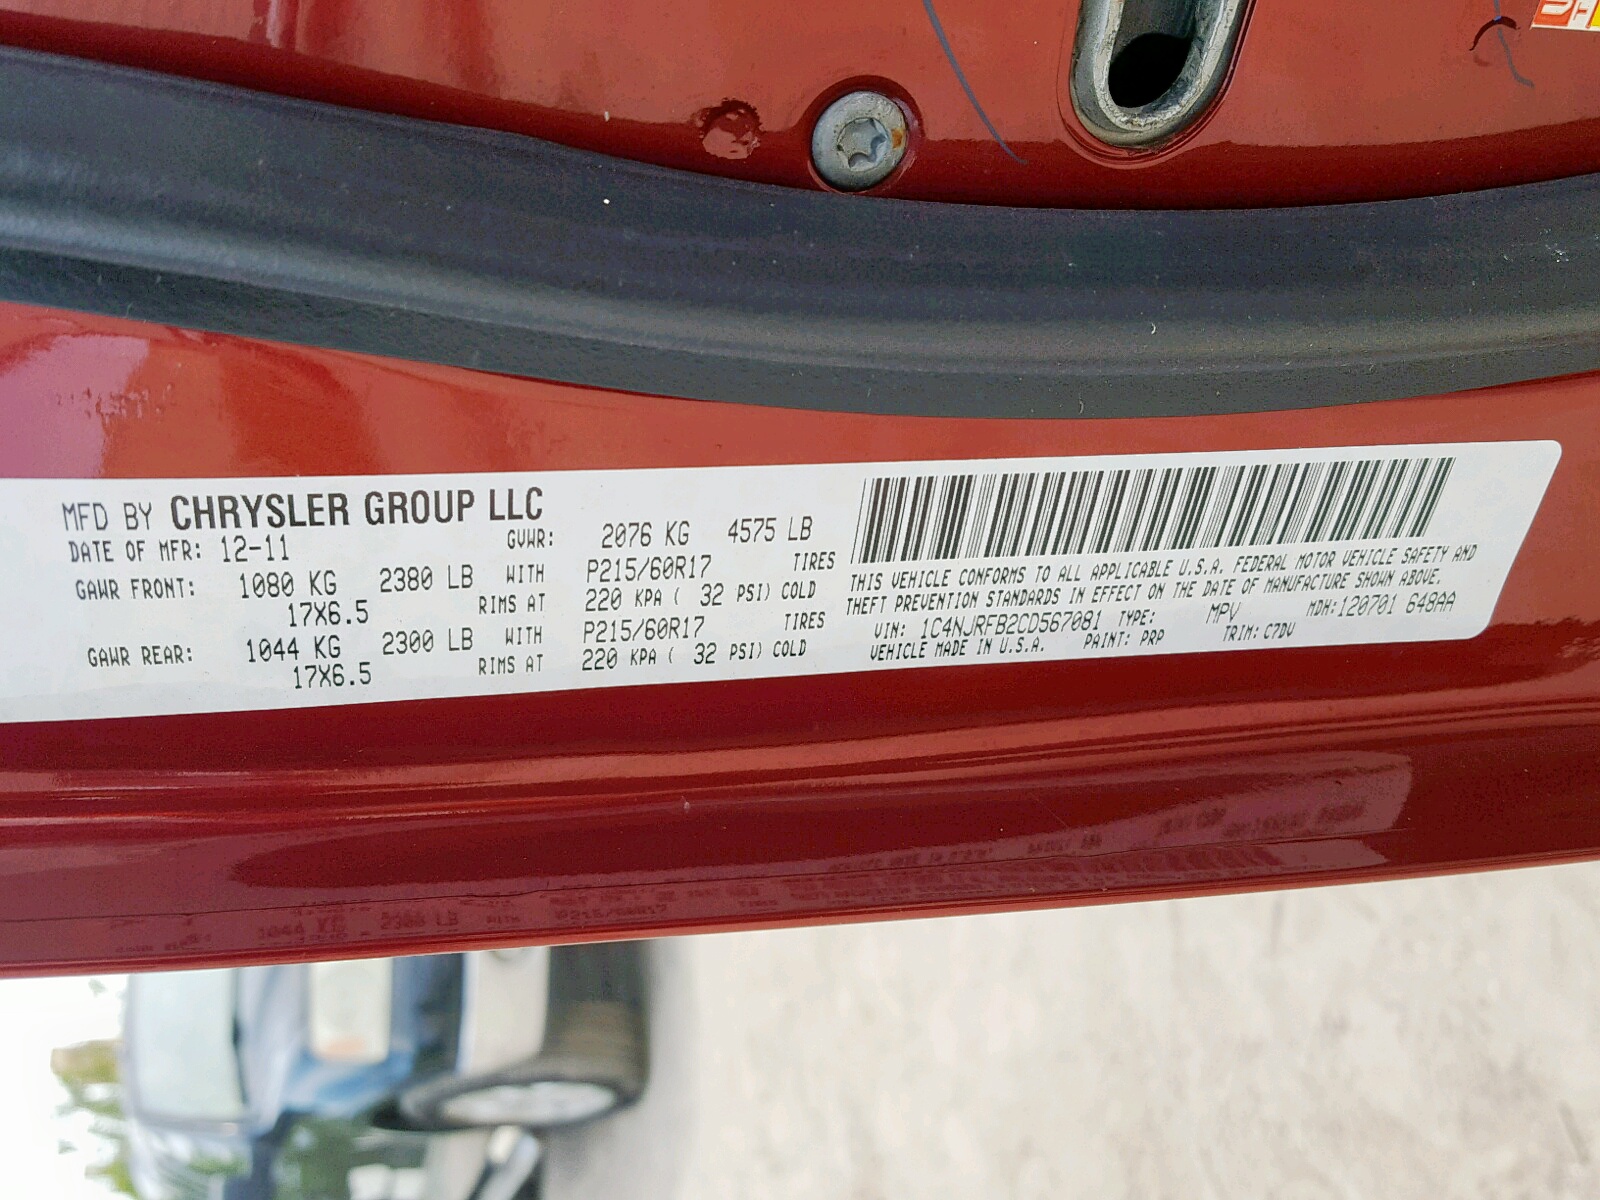 MFD BY CHRYSLER GROUP LLC
DATE OF MFR: 12-11 GVWR: 2076 KG 4575 LB
GAWR FRONT: 1080 KG 2380 LB WITH P215/60R17 TIRES
17X6.5 RIMS AT 220 KPA ( 32 PSI) COLD
GAWR REAR: 1044 KG 2300 LB WITH P215/60R17 TIRES
17X6.5 RIMS AT 220 KPA ( 32 PSI) COLD
THIS VEHICLE CONFORMS TO ALL APPLICABLE U.S.A. FEDERAL MOTOR VEHICLE SAFETY AND
THEFT PREVENTION STANDARDS IN EFFECT ON THE DATE OF MANUFACTURE SHOWN ABOVE.
VIN: 1C4NJRFB2CD567081 TYPE: MPV MDH:120701 648AA
VEHICLE MADE IN U.S.A. PAINT: PRP TRIM: C7DV